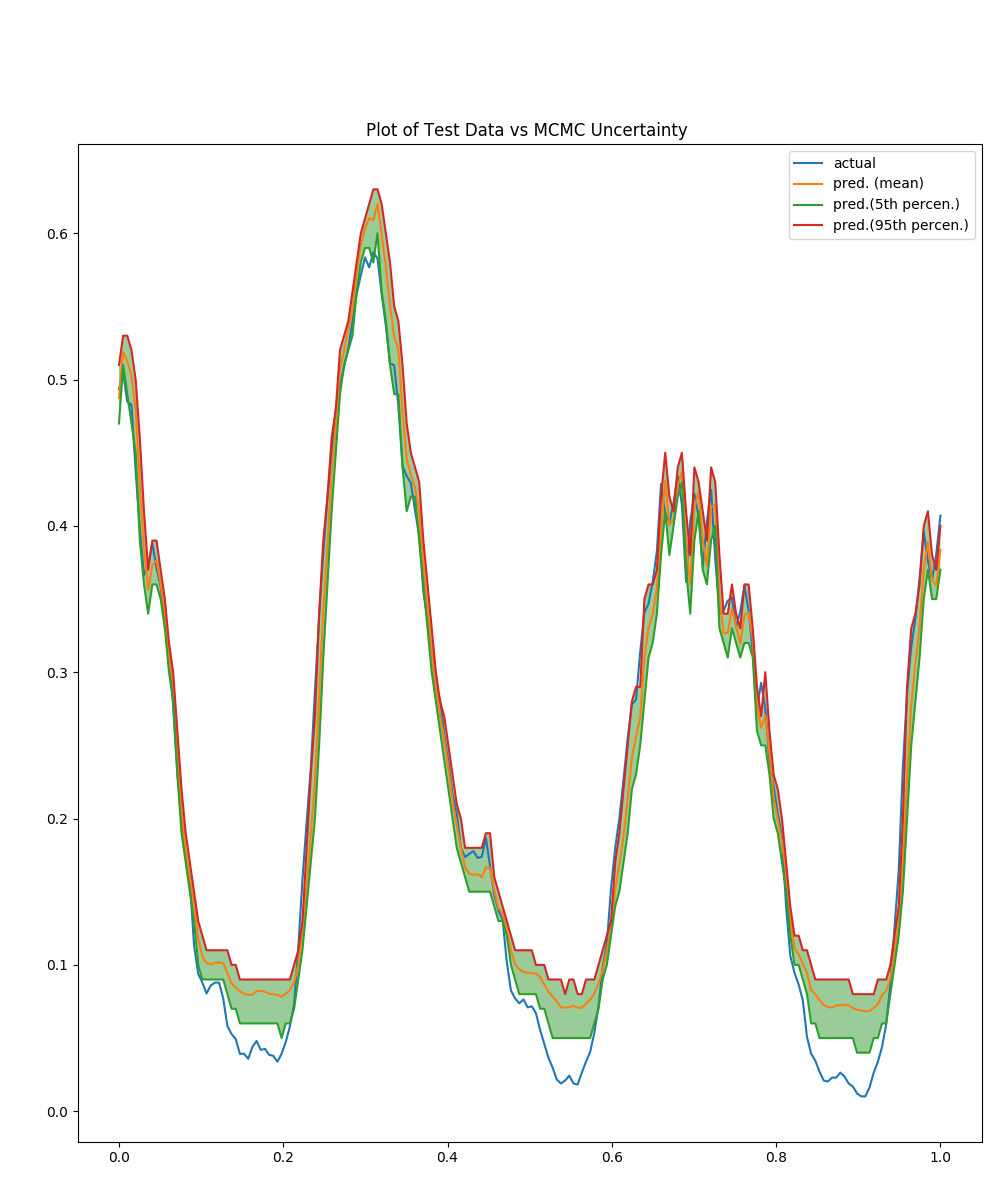 Plot of Test Data vs MCMC Uncertainty
actual
pred. (mean)
pred.(5th percen.)
pred.(95th percen.)
0.6
0.5
0.4
0.3
0.2
0.1
0.0
0.0 0.2 0.4 0.6 0.8 1.0